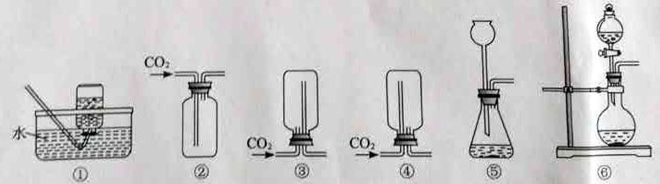 水
①
CO₂
②
CO₂
③
CO₂
④
⑤
⑥